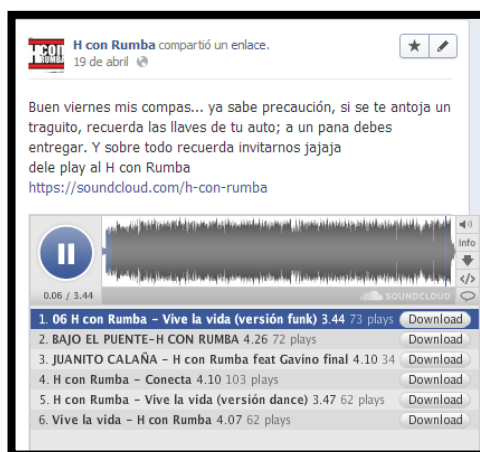 H CON
RUMBA
H con Rumba compartió un enlace.
19 de abril
Buen viernes mis compas... ya sabe precaución, si se te antoja un
traguito, recuerda las llaves de tu auto; a un pana debes
entregar. Y sobre todo recuerda invitarnos jajaja
dele play al H con Rumba
https://soundcloud.com/h-con-rumba
Info
</>
0.06 / 3.44
SOUNDCLOUD
1. 06 H con Rumba - Vive la vida (versión funk) 3.44 73 plays Download
2. BAJO EL PUENTE-H CON RUMBA 4.26 72 plays Download
3. JUANITO CALAÑA - H con Rumba feat Gavino final 4.10 34 Download
4. H con Rumba - Conecta 4.10 103 plays Download
5. H con Rumba - Vive la vida (versión dance) 3.47 62 plays Download
6. Vive la vida - H con Rumba 4.07 62 plays Download